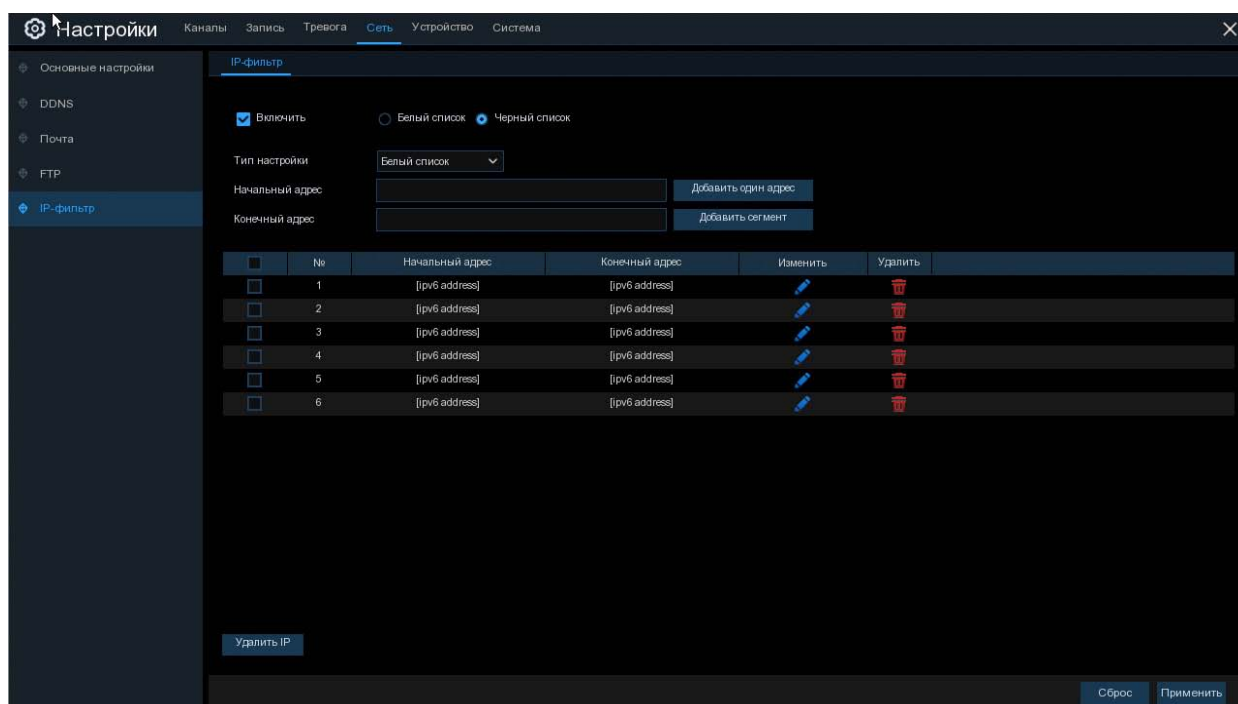 Настройки Каналы Запись Тревога Сеть Устройство Система
Основные настройки
DDNS
Почта
FTP
IP-фильтр
IP-фильтр
Включить Белый список Черный список
Тип настройки Белый список
Начальный адрес Добавить один адрес
Конечный адрес Добавить сегмент
№ Начальный адрес Конечный адрес Изменить Удалить
1 [ipv6 address] [ipv6 address]
2 [ipv6 address] [ipv6 address]
3 [ipv6 address] [ipv6 address]
4 [ipv6 address] [ipv6 address]
5 [ipv6 address] [ipv6 address]
6 [ipv6 address] [ipv6 address]
Удалить IP
Сброс Применить